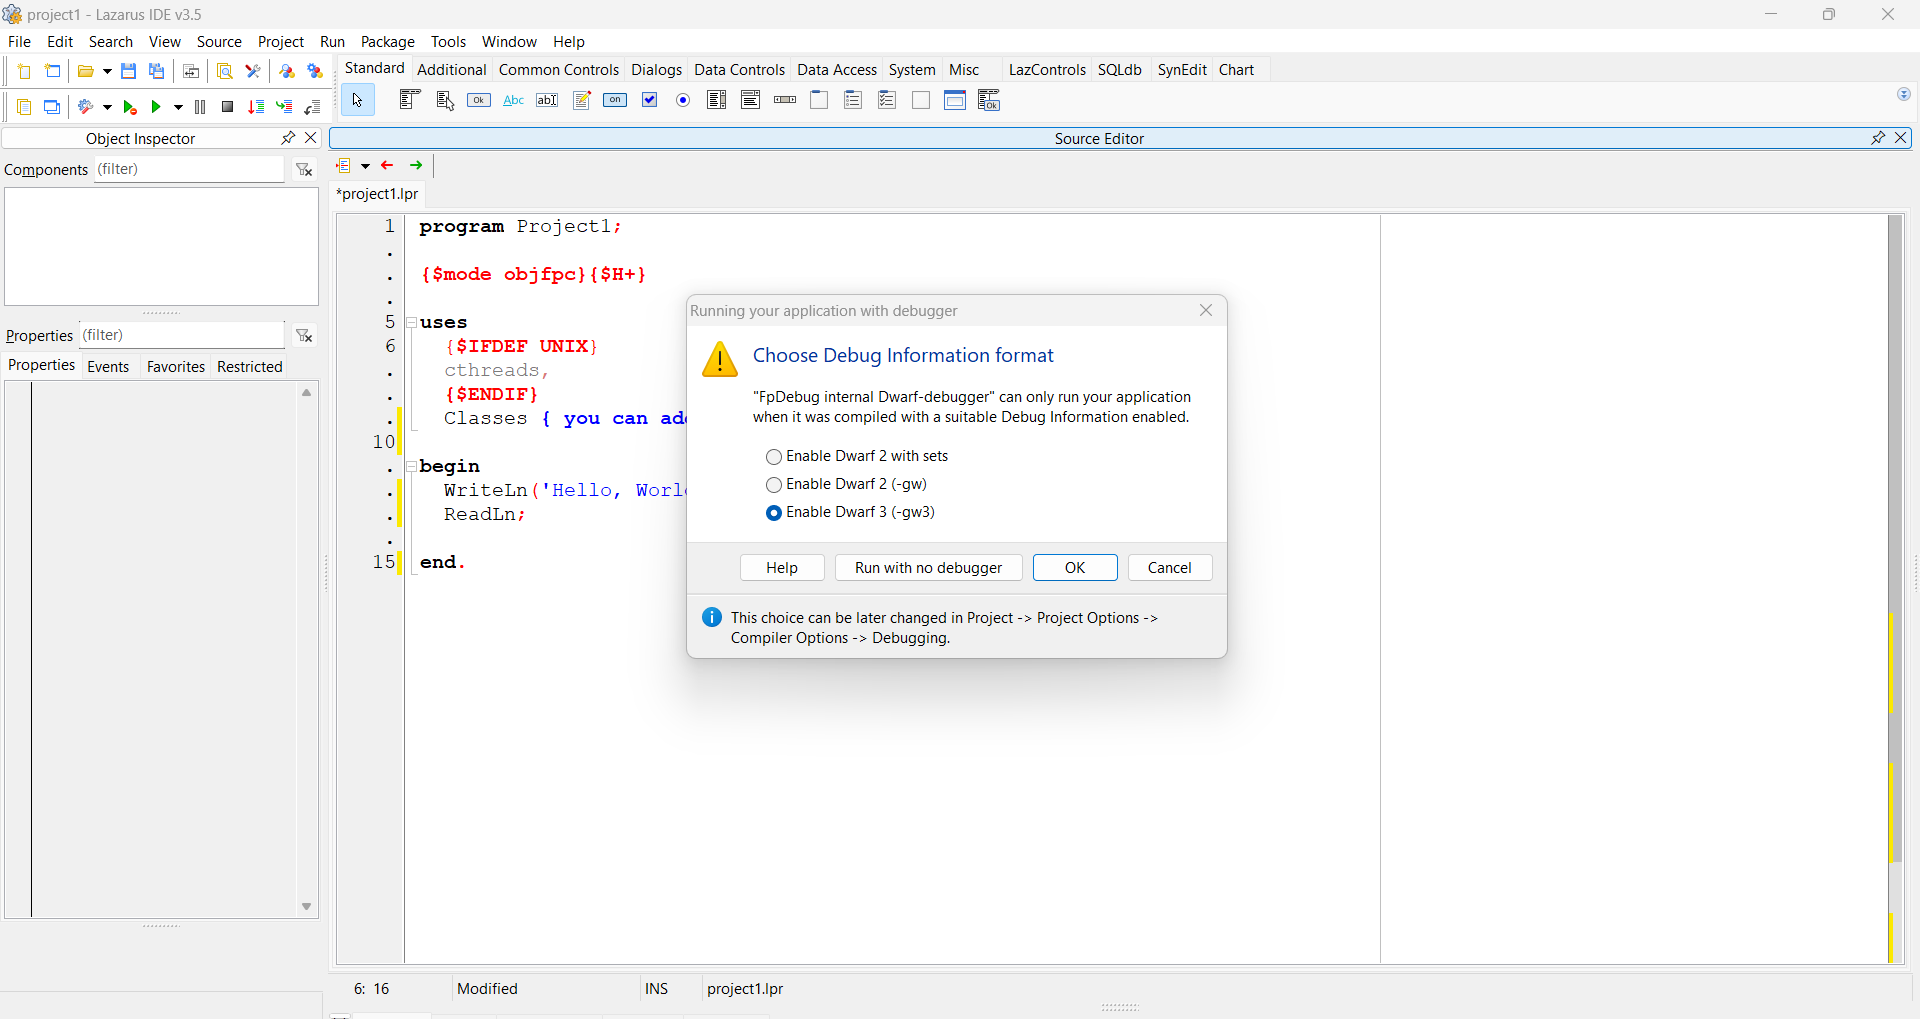 project1 - Lazarus IDE v3.5
File Edit Search View Source Project Run Package Tools Window Help
Standard Additional Common Controls Dialogs Data Controls Data Access System Misc LazControls SQLdb SynEdit Chart
Ok Abc ab on Ok
Object Inspector
Source Editor
Components (filter)
*project1.lpr
Properties (filter)
Properties Events Favorites Restricted
1 program Project1;
.
. {$mode objfpc}{$H+}
.
5 uses
6 {$IFDEF UNIX}
. cthreads,
. {$ENDIF}
. Classes { you can ad
10
. begin
. WriteLn('Hello, Worl
. ReadLn;
.
15 end.
Running your application with debugger
Choose Debug Information format
"FpDebug internal Dwarf-debugger" can only run your application
when it was compiled with a suitable Debug Information enabled.
Enable Dwarf 2 with sets
Enable Dwarf 2 (-gw)
Enable Dwarf 3 (-gw3)
Help Run with no debugger OK Cancel
This choice can be later changed in Project -> Project Options ->
Compiler Options -> Debugging.
6: 16 Modified INS project1.lpr